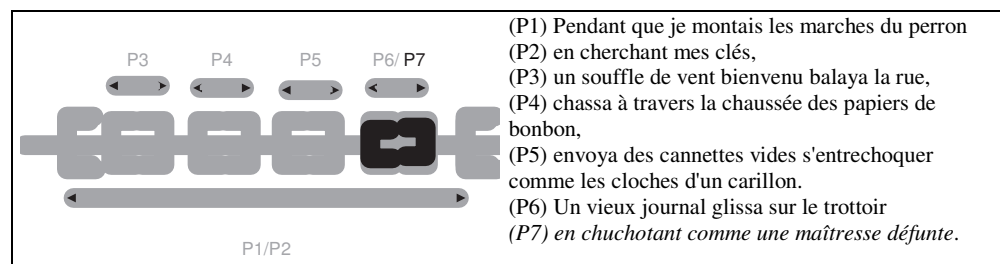 P3 P4 P5 P6/ P7
P1/P2
(P1) Pendant que je montais les marches du perron
(P2) en cherchant mes clés,
(P3) un souffle de vent bienvenu balaya la rue,
(P4) chassa à travers la chaussée des papiers de
bonbon,
(P5) envoya des cannettes vides s'entrechoquer
comme les cloches d'un carillon.
(P6) Un vieux journal glissa sur le trottoir
(P7) en chuchotant comme une maîtresse défunte.